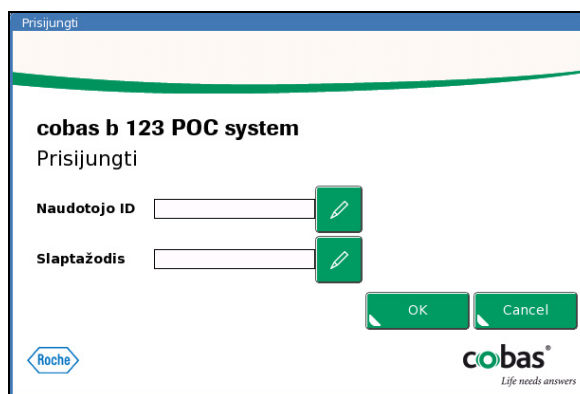 Prisijungti
cobas b 123 POC system
Prisijungti
Naudotojo ID
Slaptažodis
OK Cancel
Roche
cobas®
Life needs answers